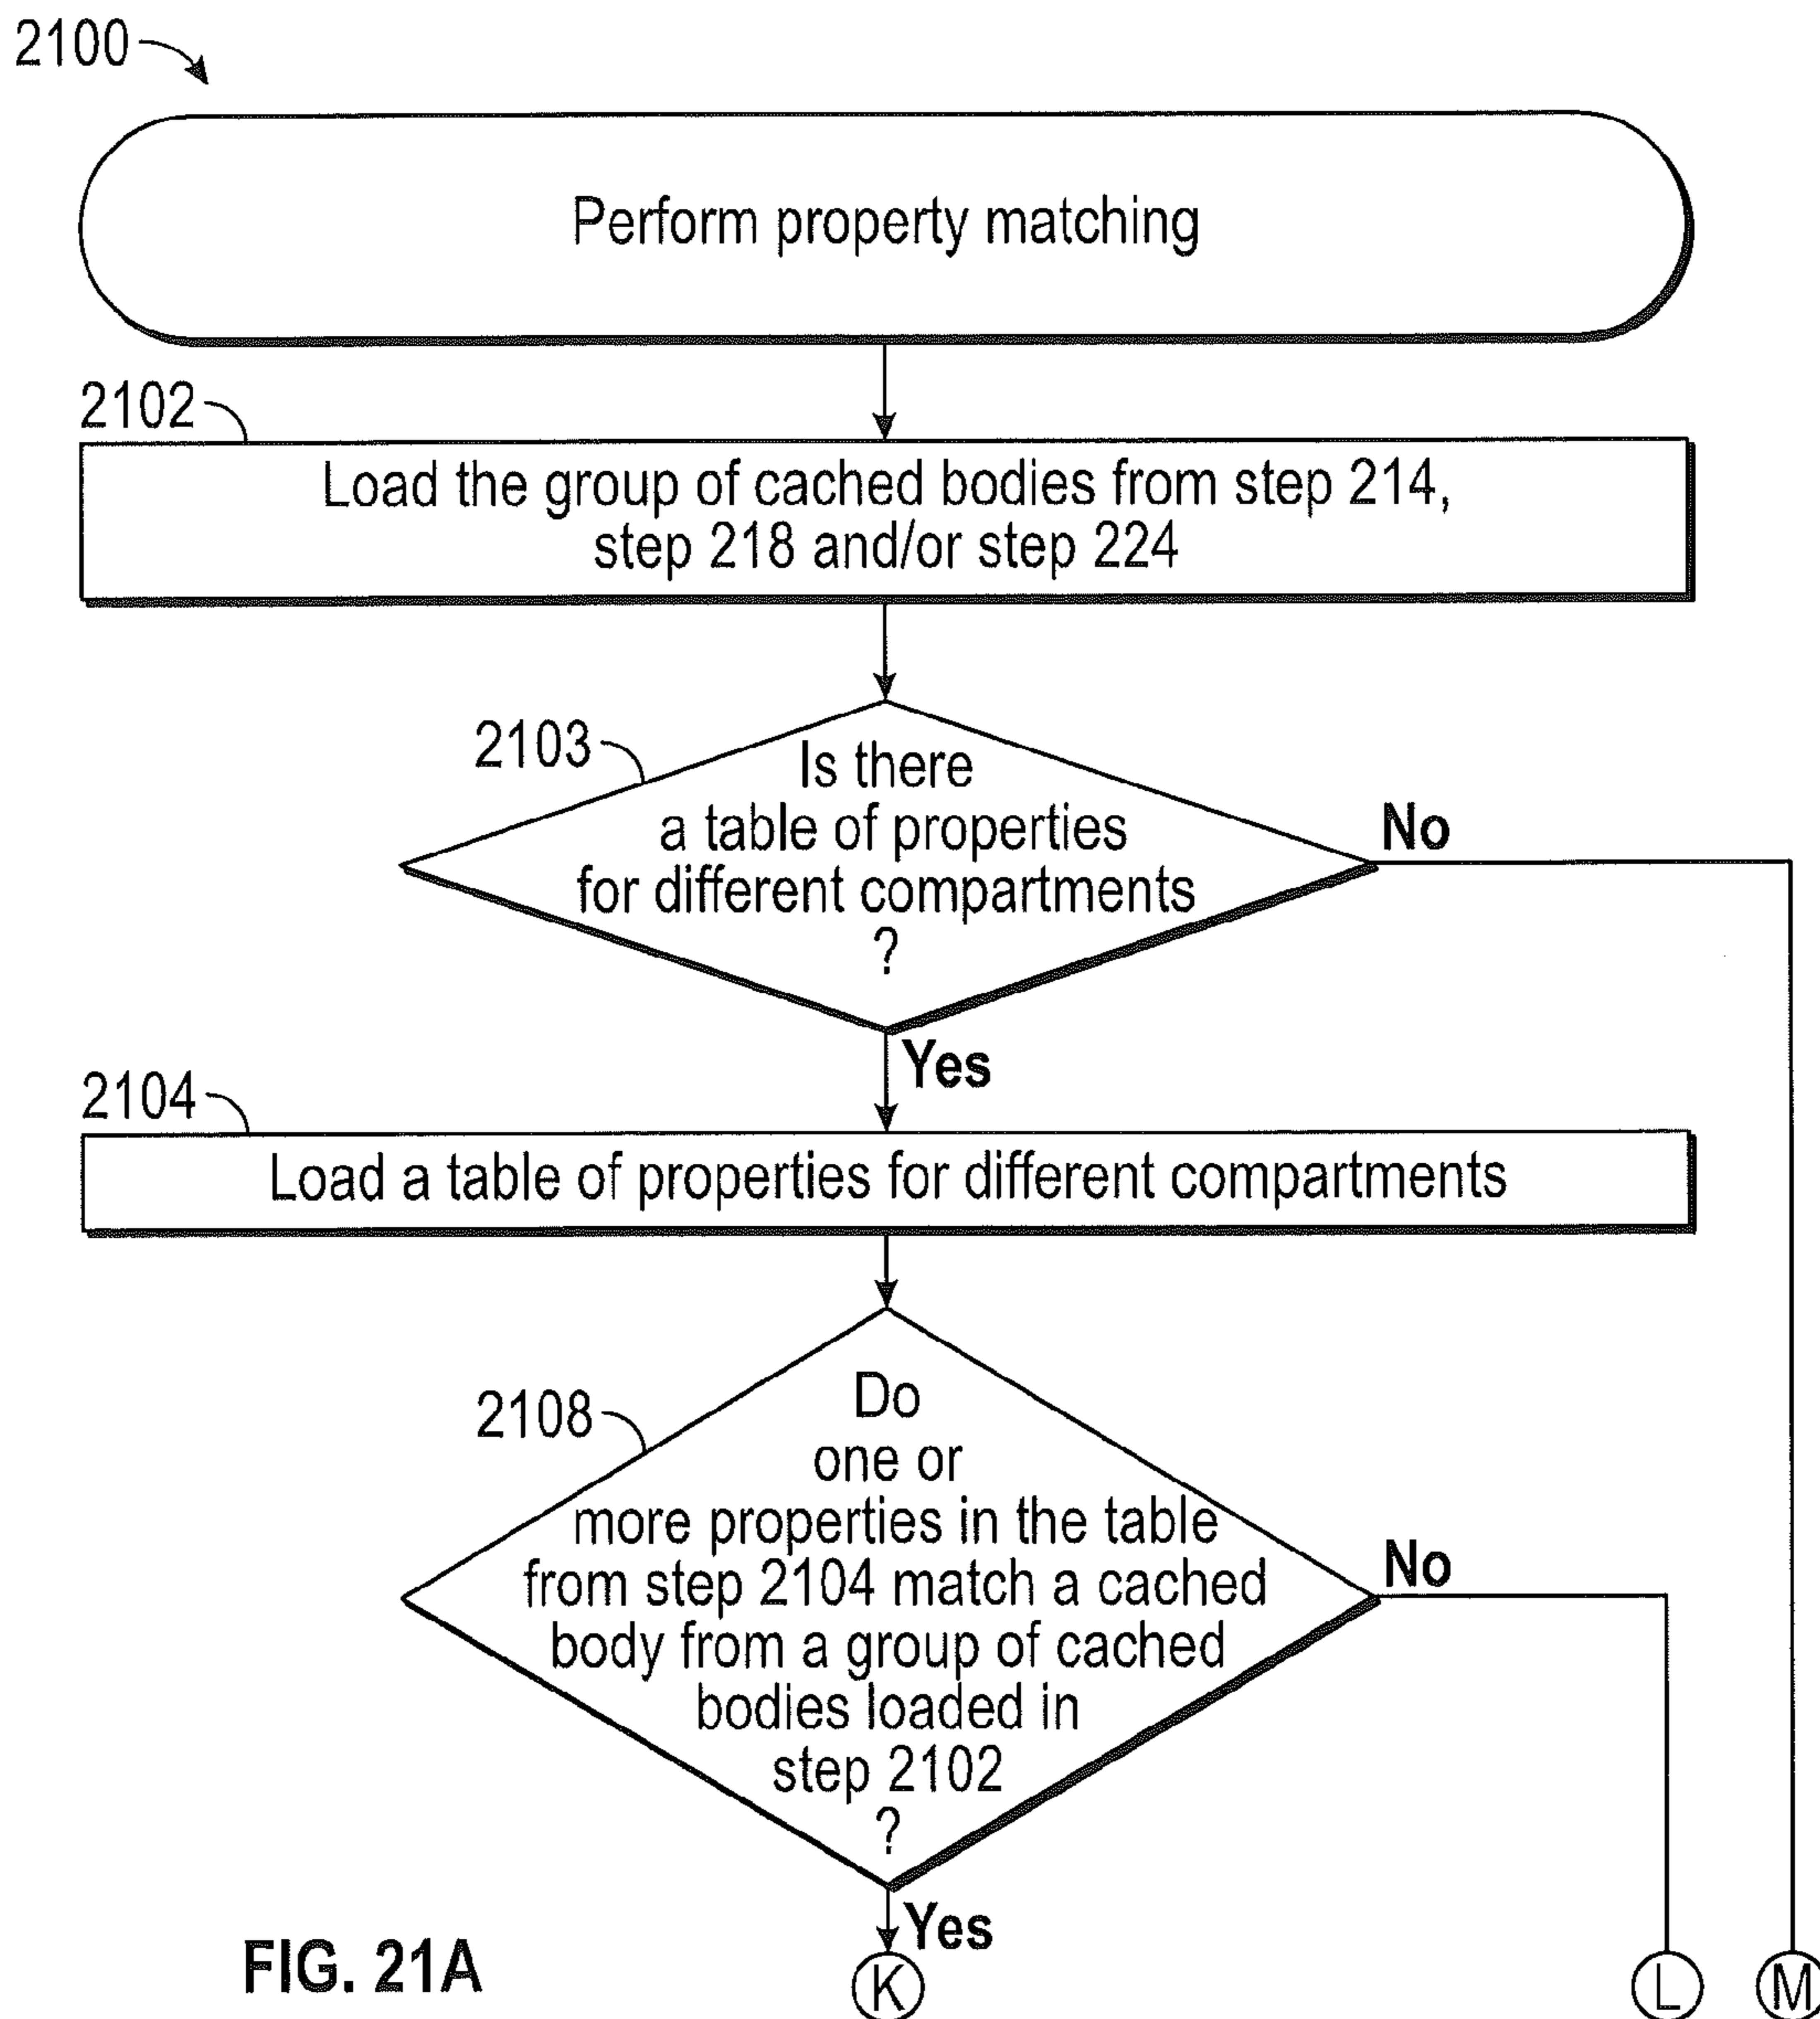 2100
Perform property matching
2102
Load the group of cached bodies from step 214,
step 218 and/or step 224
2103
Is there
a table of properties
for different compartments
?
No
Yes
2104
Load a table of properties for different compartments
2108
Do
one or
more properties in the table
from step 2104 match a cached
body from a group of cached
bodies loaded in
step 2102
?
No
Yes
FIG. 21A
K
L
M